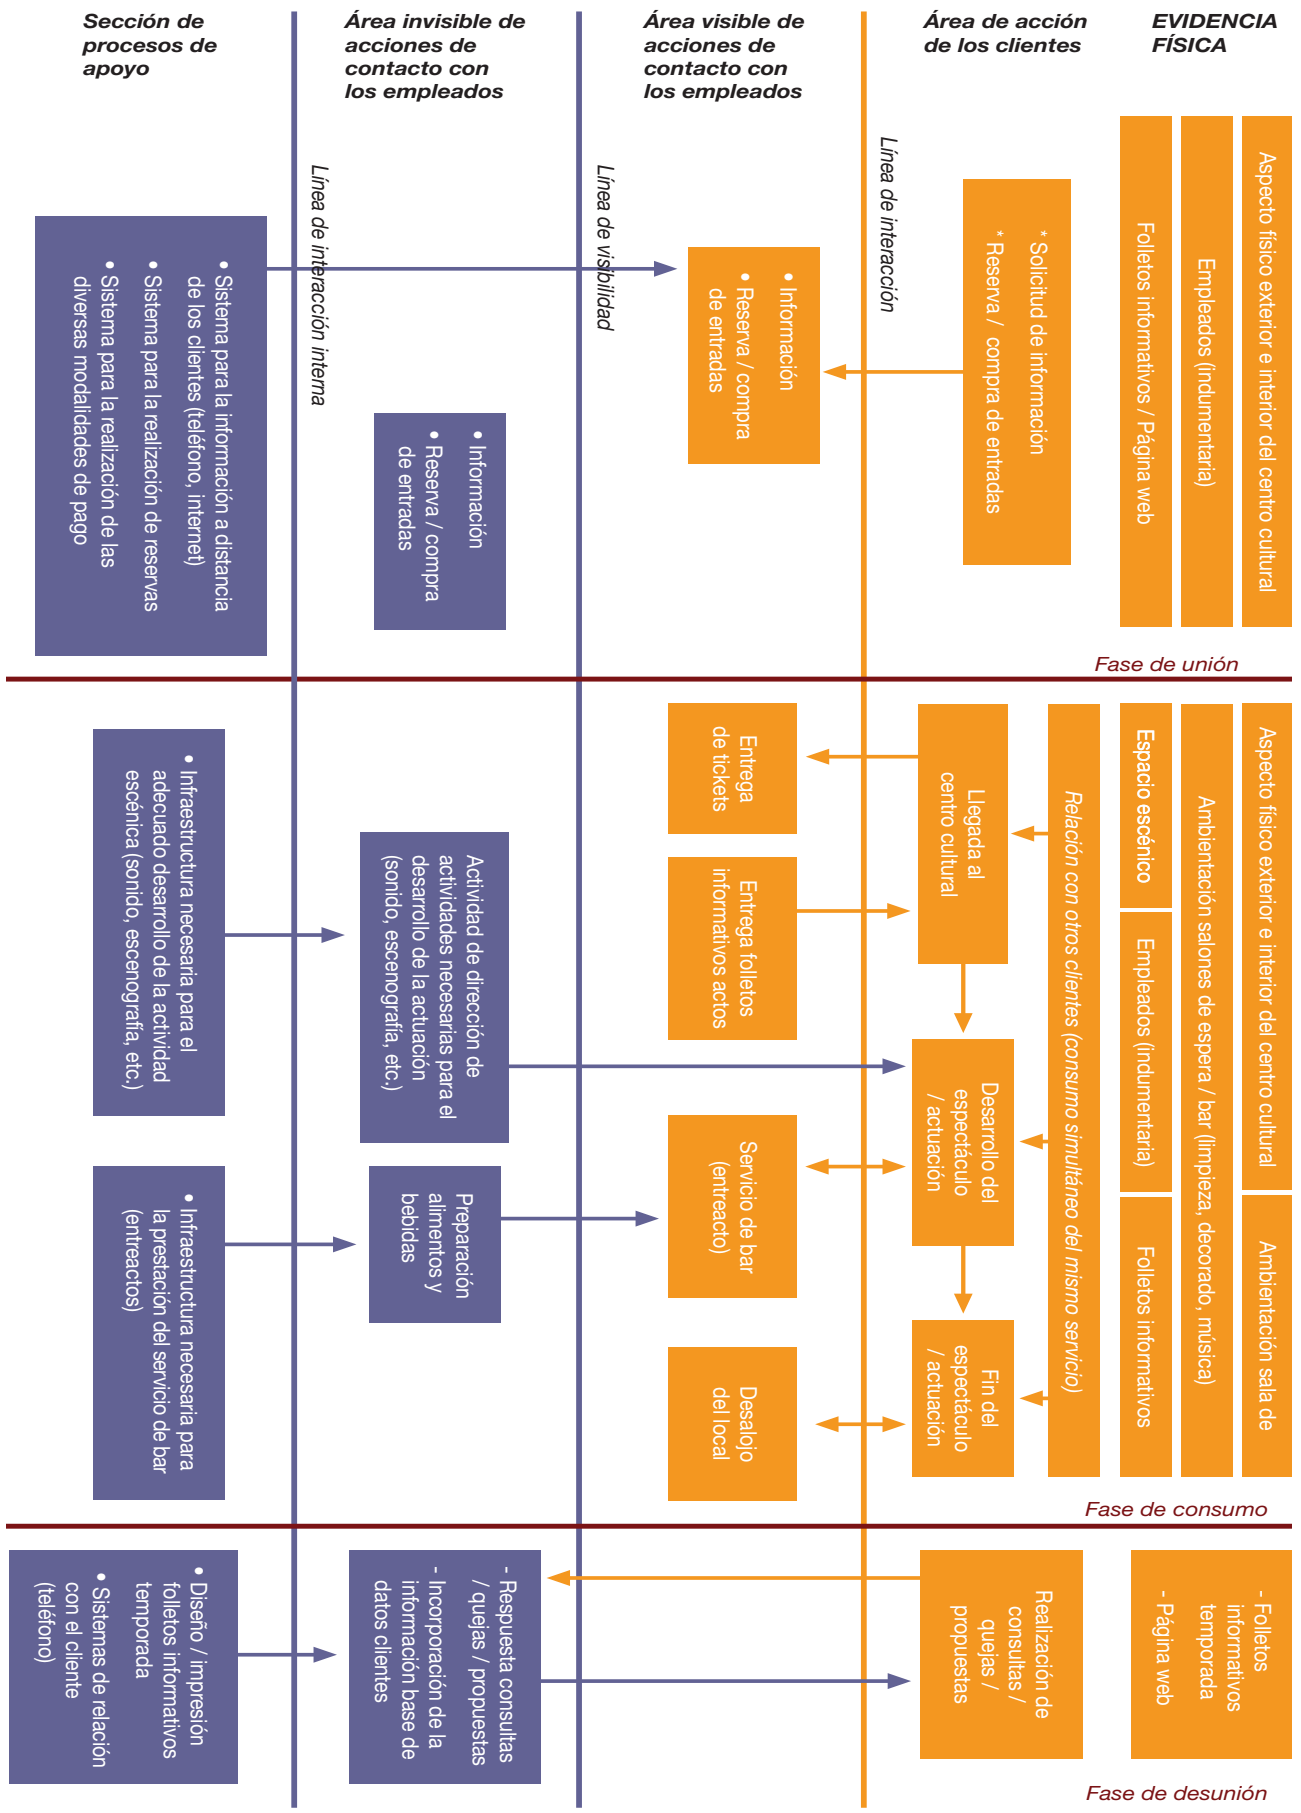 Sección de
procesos de
apoyo
Área invisible de
acciones de
contacto con
los empleados
Área visible de
acciones de
contacto con
los empleados
Área de acción
de los clientes
EVIDENCIA
FÍSICA
Línea de interacción interna
Línea de visibilidad
Línea de interacción
Aspecto físico exterior e interior del centro cultural
Empleados (indumentaria)
Folletos informativos / Página web
* Solicitud de información
* Reserva / compra de entradas
• Información
• Reserva / compra
de entradas
• Información
• Reserva / compra
de entradas
• Sistema para la información a distancia
de los clientes (teléfono, internet)
• Sistema para la realización de reservas
• Sistema para la realización de las
diversas modalidades de pago
Fase de unión
Aspecto físico exterior e interior del centro cultural
Ambientación sala de
Ambientación salones de espera / bar (limpieza, decorado, música)
Espacio escénico
Empleados (indumentaria)
Folletos informativos
Relación con otros clientes (consumo simultáneo del mismo servicio)
Llegada al
centro cultural
Desarrollo del
espectáculo
/ actuación
Fin del
espectáculo
/ actuación
Entrega
de tickets
Entrega folletos
informativos actos
Servicio de bar
(entreacto)
Desalojo
del local
Actividad de dirección de
actividades necesarias para el
desarrollo de la actuación
(sonido, escenografía, etc.)
Preparación
alimentos y
bebidas
• Infraestructura necesaria para el
adecuado desarrollo de la actividad
escénica (sonido, escenografía, etc.)
• Infraestructura necesaria para
la prestación del servicio de bar
(entreactos)
Fase de consumo
- Folletos
informativos
temporada
- Página web
Realización de
consultas /
quejas /
propuestas
- Respuesta consultas
/ quejas / propuestas
- Incorporación de la
información base de
datos clientes
• Diseño / impresión
folletos informativos
temporada
• Sistemas de relación
con el cliente
(teléfono)
Fase de desunión